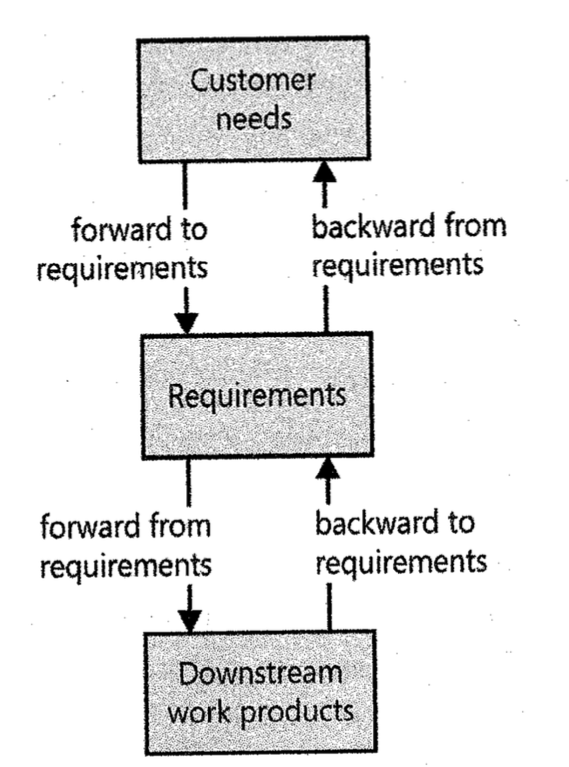 Customer
needs
forward to
requirements
backward from
requirements
Requirements
forward from
requirements
backward to
requirements
Downstream
work products